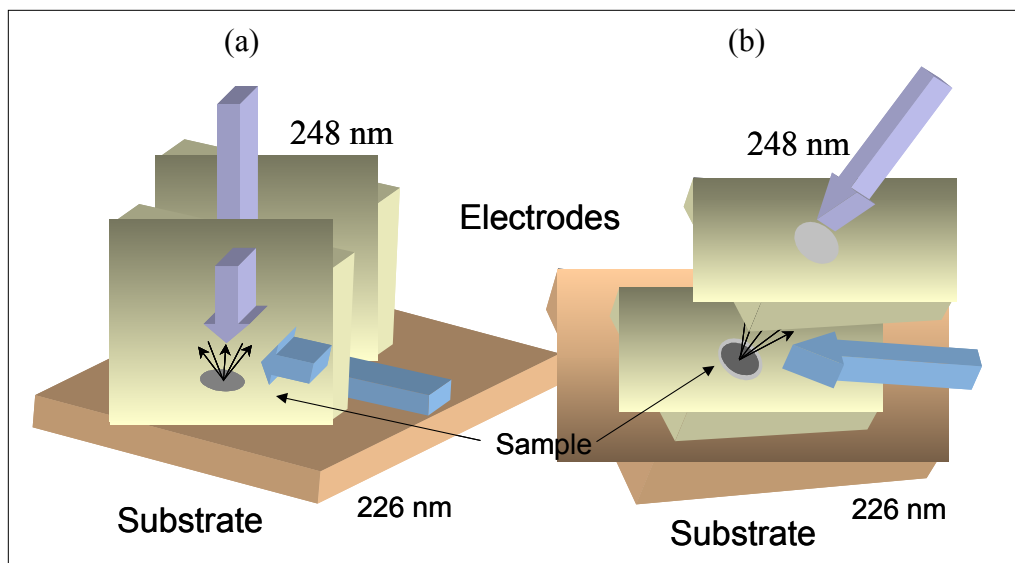 (a)
(b)
248 nm
248 nm
Electrodes
Sample
226 nm
226 nm
Substrate
Substrate